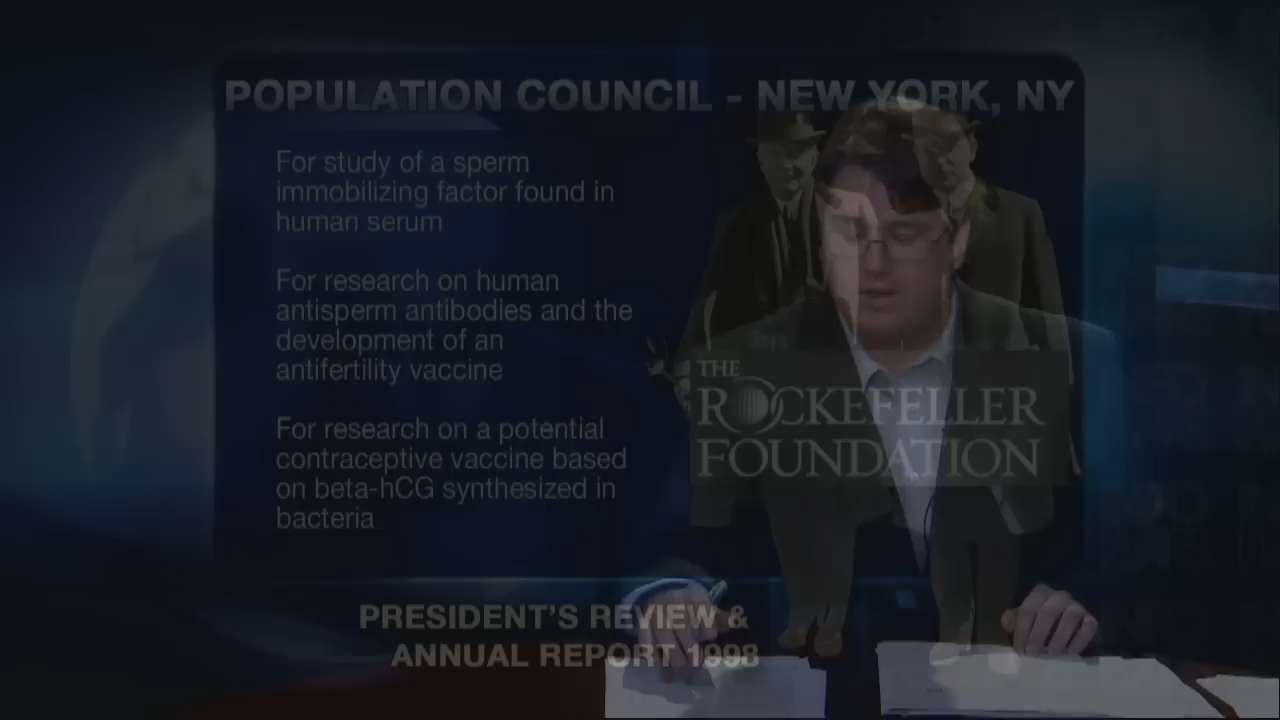 POPULATION COUNCIL - NEW YORK, NY
For study of a sperm
immobilizing factor found in
human serum
For research on human
antisperm antibodies and the
development of an
antifertility vaccine
For research on a potential
contraceptive vaccine based
on beta-hCG synthesized in
bacteria
THE
ROCKEFELLER
FOUNDATION
PRESIDENT'S REVIEW &
ANNUAL REPORT 1998